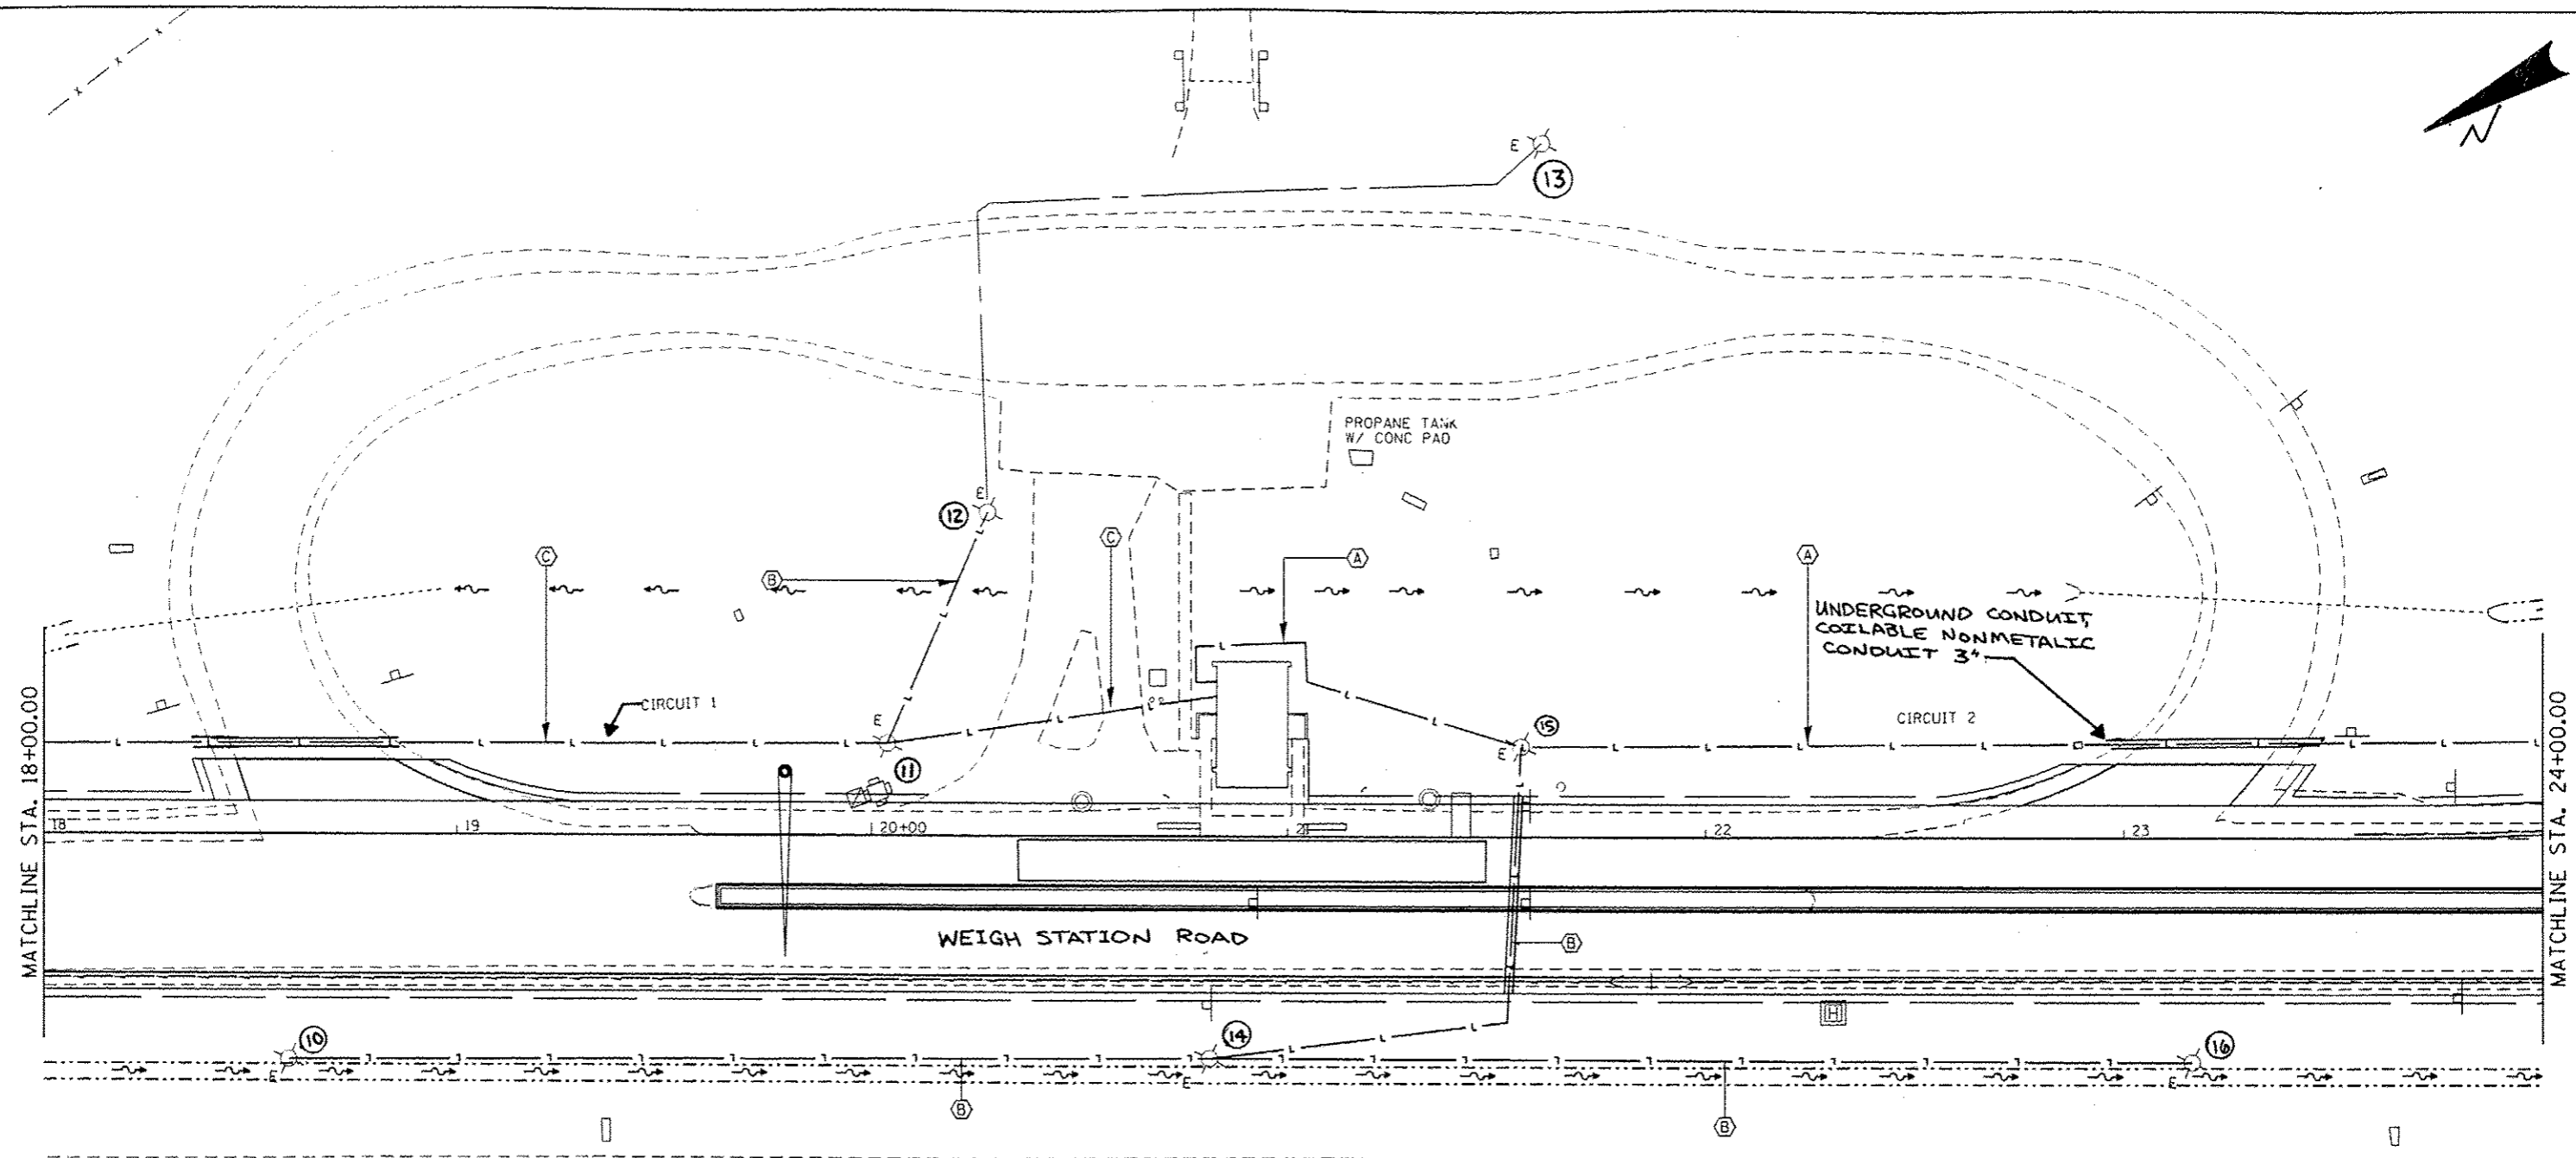 N
E
13
PROPANE TANK
W/ CONC PAD
E
12
C
C
A
A
B
UNDERGROUND CONDUIT,
COILABLE NONMETALIC
CONDUIT 3"
CIRCUIT 1
E
11
E
15
CIRCUIT 2
MATCHLINE STA. 18+00.00
MATCHLINE STA. 24+00.00
18
19
20+00
22
23
WEIGH STATION ROAD
B
H
10
E
14
E
16
E
B
B